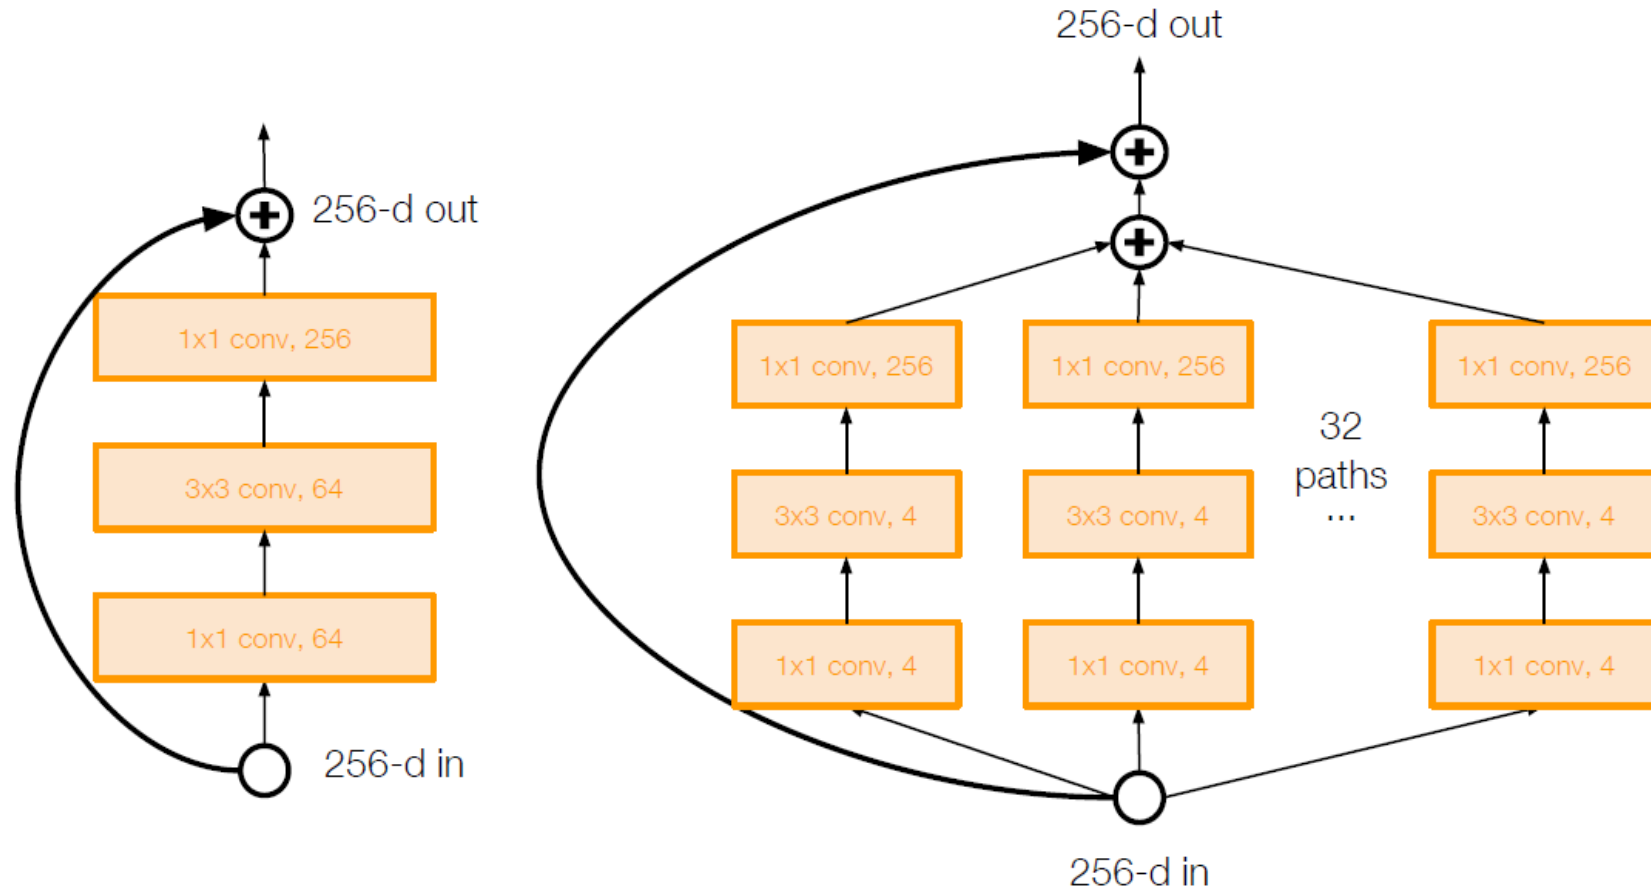 256-d out
1x1 conv, 256
3x3 conv, 64
1x1 conv, 64
256-d in
256-d out
1x1 conv, 256
1x1 conv, 256
1x1 conv, 256
32
paths
...
3x3 conv, 4
3x3 conv, 4
3x3 conv, 4
1x1 conv, 4
1x1 conv, 4
1x1 conv, 4
256-d in